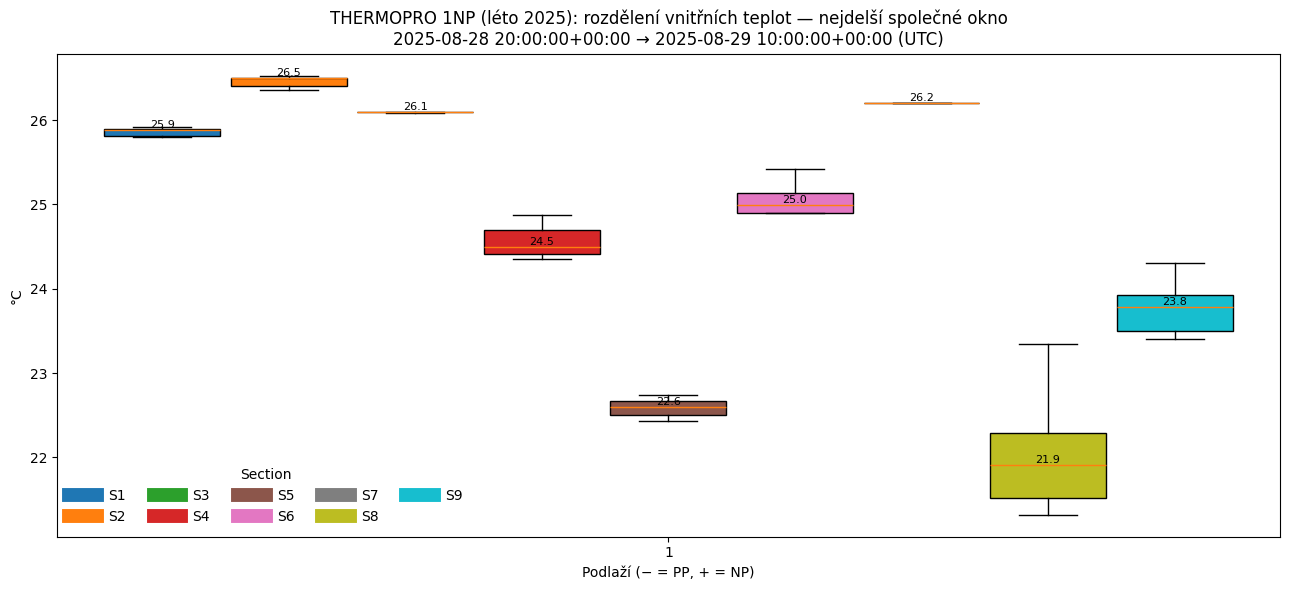 THERMOPRO 1NP (léto 2025): rozdělení vnitřních teplot — nejdelší společné okno
2025-08-28 20:00:00+00:00 → 2025-08-29 10:00:00+00:00 (UTC)
26.5
26.2
26.1
25.9
26
25.0
25
24.5
24
23.8
23
22.6
22
21.9
°C
Section
S1 S3 S5 S7 S9
S2 S4 S6 S8
1
Podlaží (− = PP, + = NP)